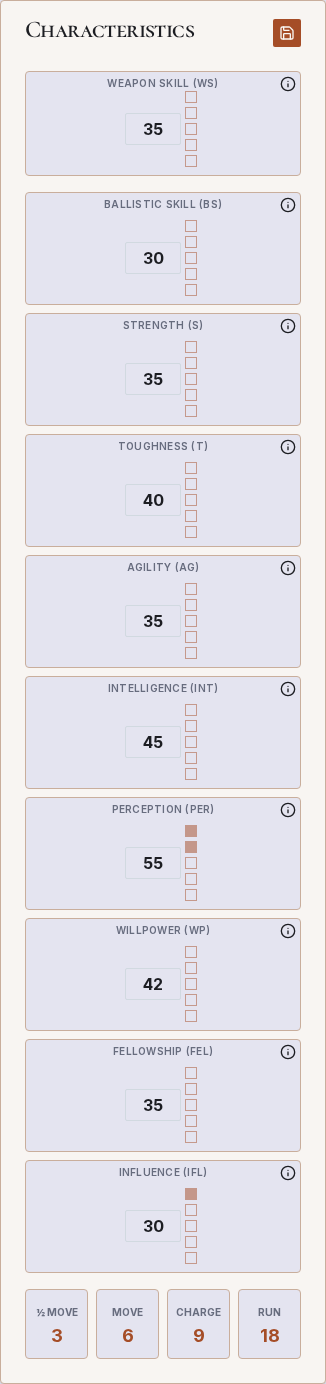 Characteristics
WEAPON SKILL (WS)
35
BALLISTIC SKILL (BS)
30
STRENGTH (S)
35
TOUGHNESS (T)
40
AGILITY (AG)
35
INTELLIGENCE (INT)
45
PERCEPTION (PER)
55
WILLPOWER (WP)
42
FELLOWSHIP (FEL)
35
INFLUENCE (IFL)
30
½ MOVE MOVE CHARGE RUN
3 6 9 18